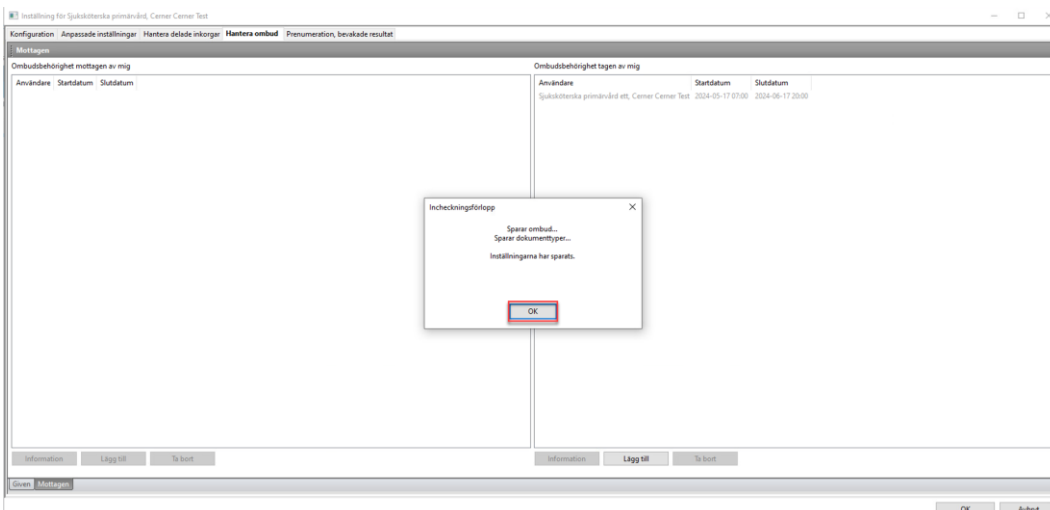 Inställning för Sjuksköterska primärvård, Cerner Cerner Test
Konfiguration Anpassade inställningar Hantera delade inkorgar Hantera ombud Prenumeration, bevakade resultat
Mottagen
Ombudsbehörighet mottagen av mig
Användare Startdatum Slutdatum
Ombudsbehörighet tagen av mig
Användare Startdatum Slutdatum
Sjuksköterska primärvård ett, Cerner Cerner Test 2024-05-17 07:00 2024-06-17 20:00
Incheckningsförlopp
Sparar ombud...
Sparar dokumenttyper...
Inställningarna har sparats.
OK
Information Lägg till Ta bort
Information Lägg till Ta bort
Given Mottagen
OK Avbryt